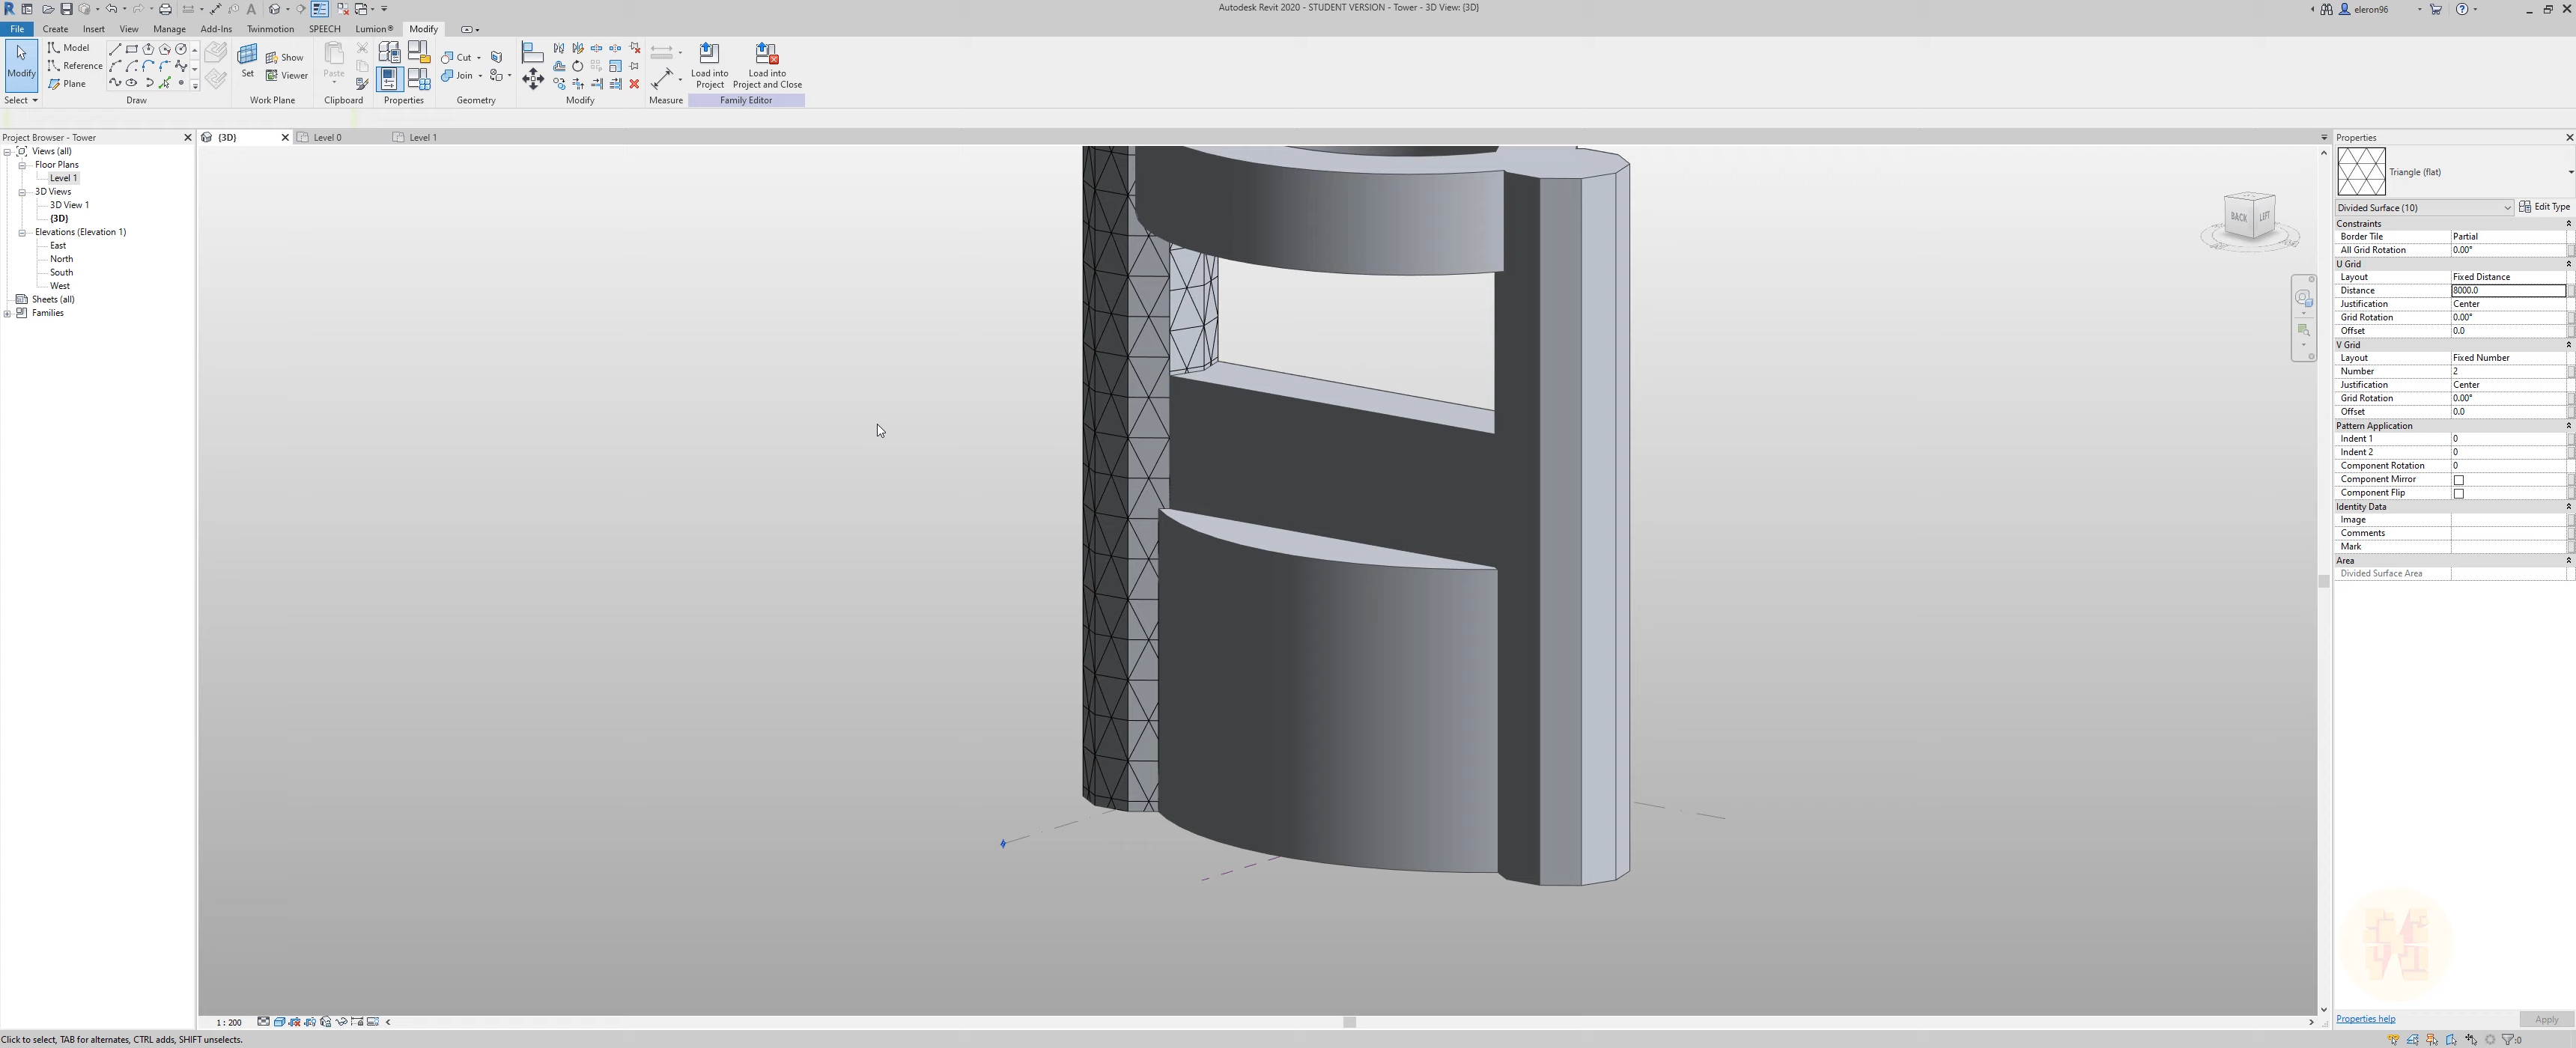 Autodesk Revit 2020 - STUDENT VERSION - Tower - 3D View: {3D}
eleron96
File Create Insert View Manage Add-Ins Twinmotion SPEECH Lumion® Modify
Modify
Model
Reference
Plane
Set
Show
Viewer
Paste
Cut
Join
Load into Project
Load into Project and Close
Select Draw Work Plane Clipboard Properties Geometry Modify Measure Family Editor
Project Browser - Tower
{3D} Level 0 Level 1
Properties
Views (all)
Floor Plans
Level 1
3D Views
3D View 1
{3D}
Elevations (Elevation 1)
East
North
South
West
Sheets (all)
Families
BACK LEFT
Triangle (flat)
Divided Surface (10) Edit Type
Constraints
Border Tile Partial
All Grid Rotation 0.00°
U Grid
Layout Fixed Distance
Distance 8000.0
Justification Center
Grid Rotation 0.00°
Offset 0.0
V Grid
Layout Fixed Number
Number 2
Justification Center
Grid Rotation 0.00°
Offset 0.0
Pattern Application
Indent 1 0
Indent 2 0
Component Rotation 0
Component Mirror
Component Flip
Identity Data
Image
Comments
Mark
Area
Divided Surface Area
Properties help Apply
1 : 200
Click to select, TAB for alternates, CTRL adds, SHIFT unselects.
:0